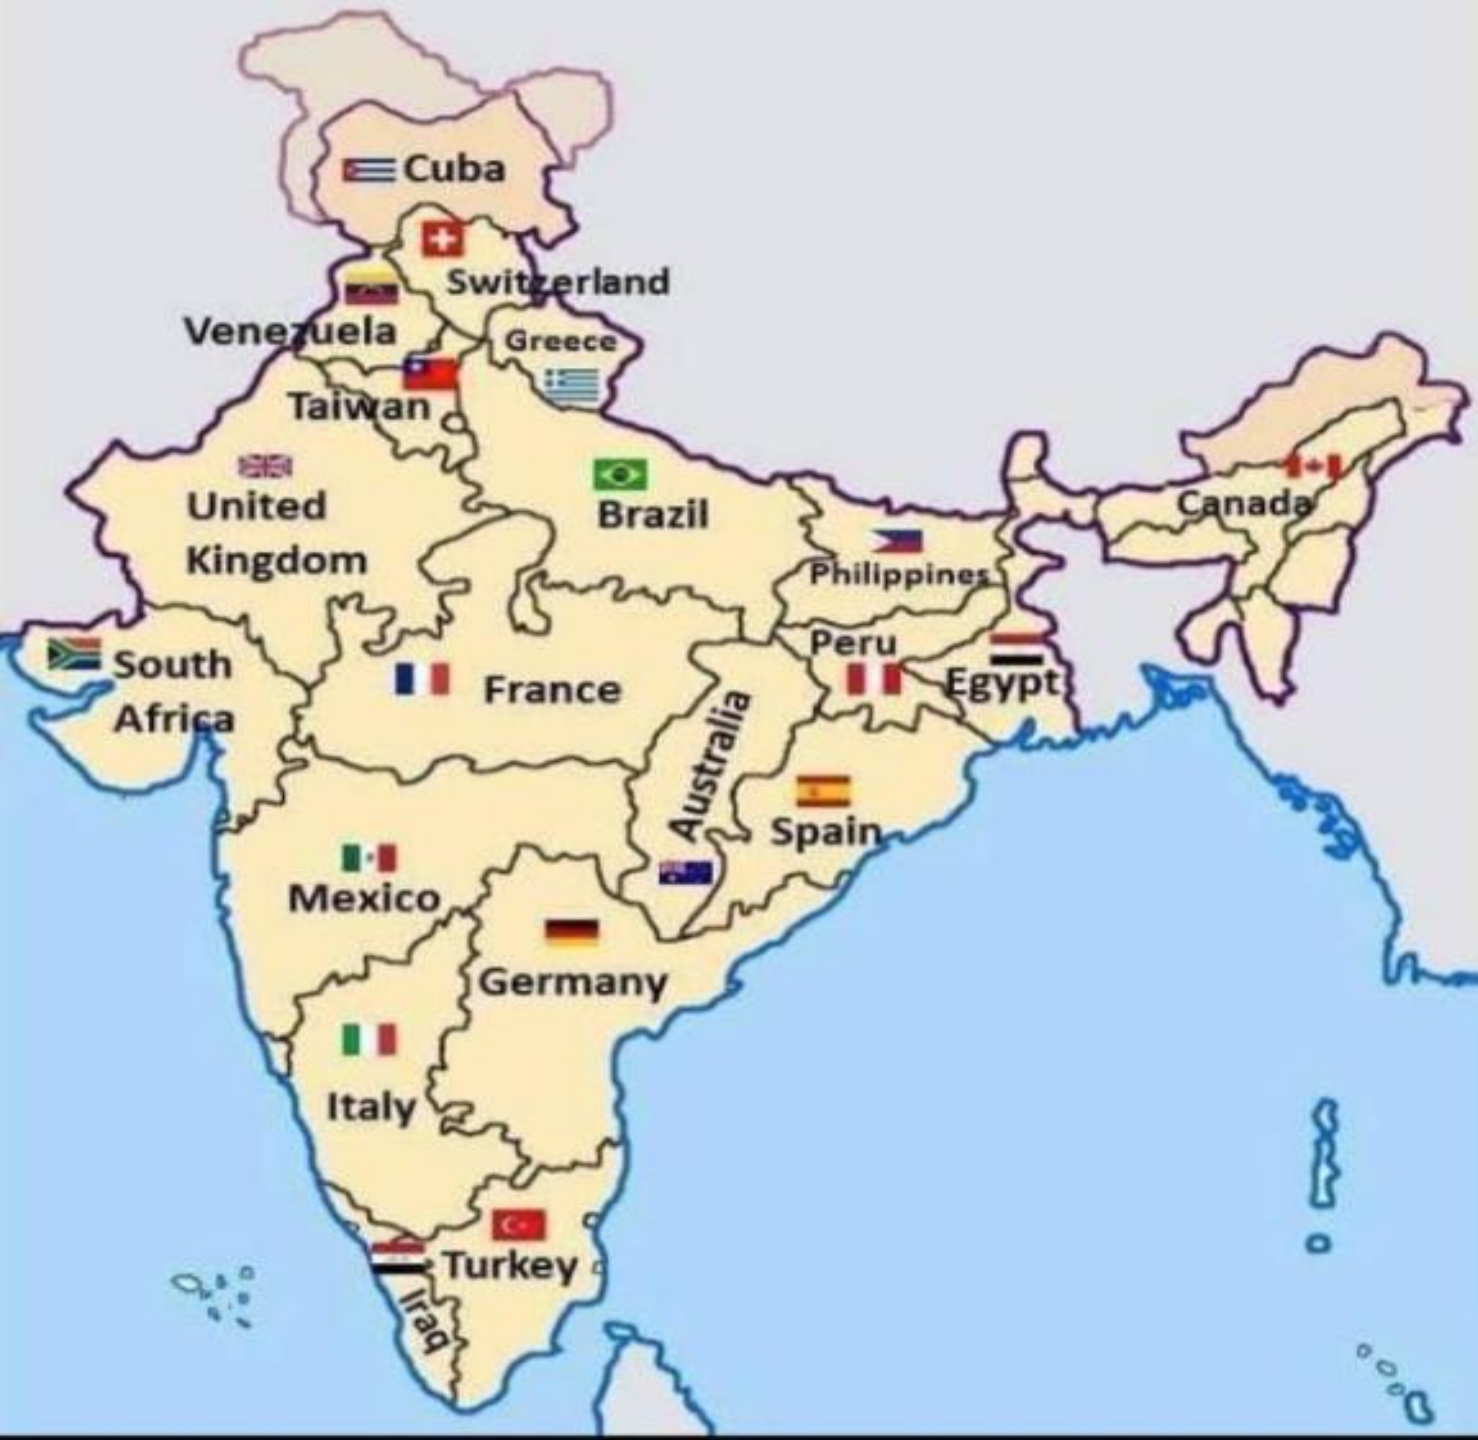 Cuba
Switzerland
Venezuela
Greece
Taiwan
United
Kingdom
Brazil
Canada
Philippines
South
Africa
France
Peru
Egypt
Australia
Spain
Mexico
Germany
Italy
Turkey
Iraq